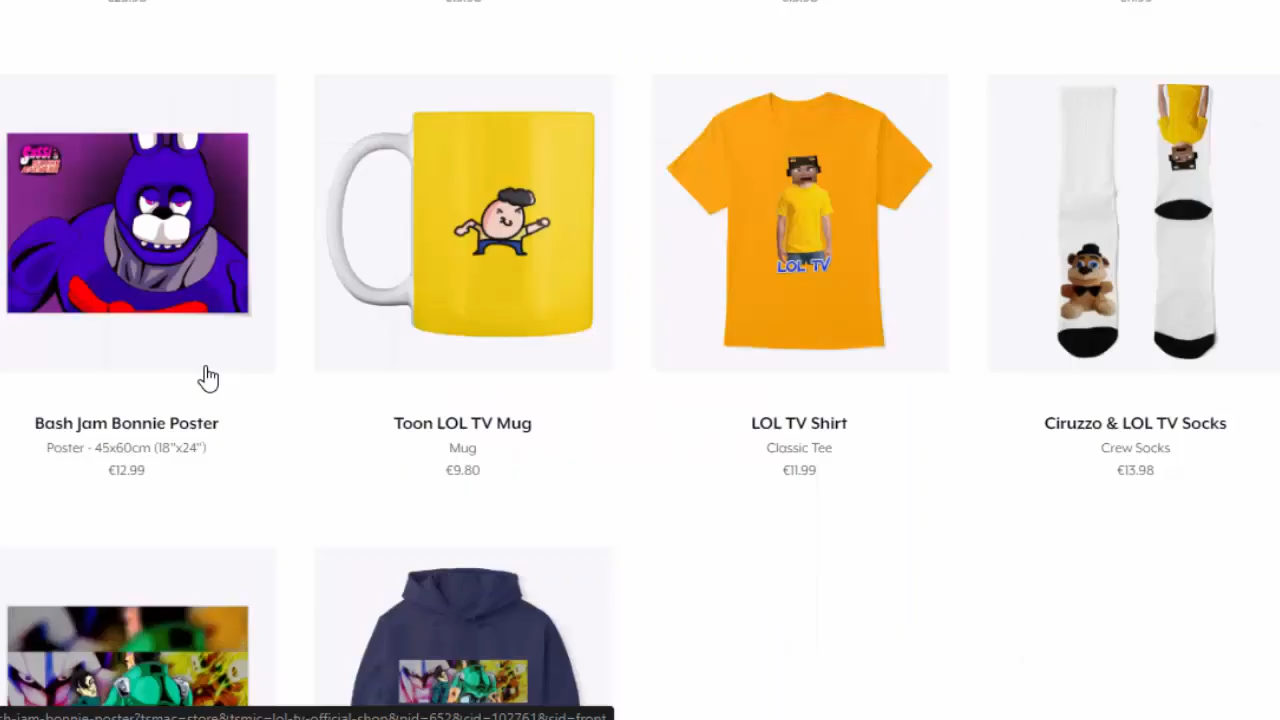 Bash Jam Bonnie Poster
Poster - 45x60cm (18"x24")
€12.99
LOL TV
Toon LOL TV Mug
Mug
€9.80
LOL TV Shirt
Classic Tee
€11.99
Ciruzzo & LOL TV Socks
Crew Socks
€13.98